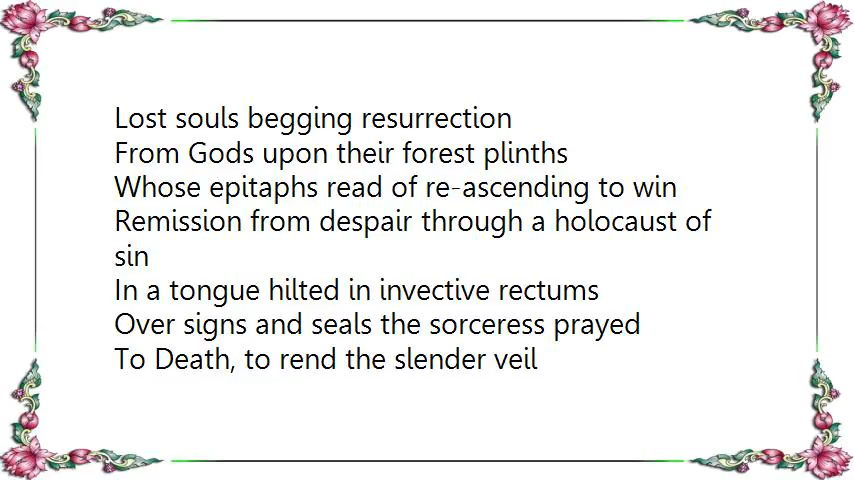 Lost souls begging resurrection
From Gods upon their forest plinths
Whose epitaphs read of re-ascending to win
Remission from despair through a holocaust of
sin
In a tongue hilted in invective rectums
Over signs and seals the sorceress prayed
To Death, to rend the slender veil